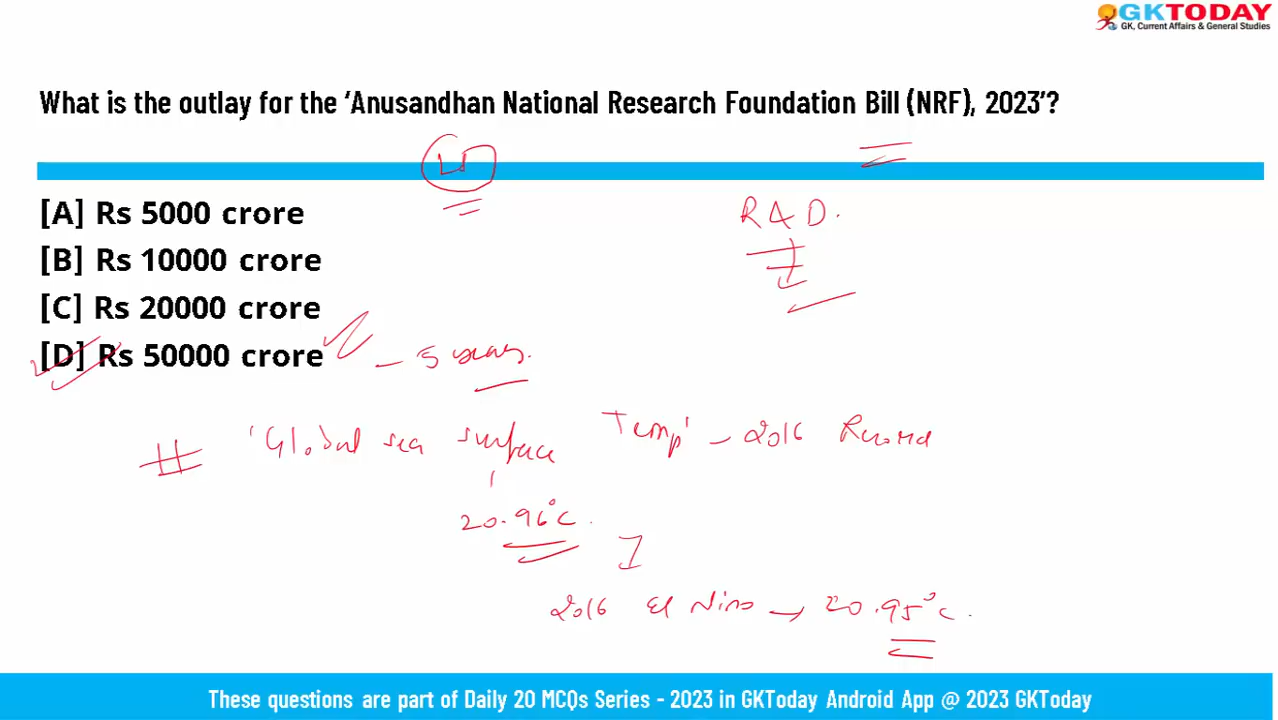 GKTODAY
GK, Current Affairs & General Studies
What is the outlay for the ‘Anusandhan National Research Foundation Bill (NRF), 2023’?
[A] Rs 5000 crore
R & D.
[B] Rs 10000 crore
[C] Rs 20000 crore
[D] Rs 50000 crore – 5 years.
# 'Global sea surface Temp' – 2016 Record
20.96°C.
2016 El Nino → 20.95°C.
These questions are part of Daily 20 MCQs Series - 2023 in GKToday Android App @ 2023 GKToday